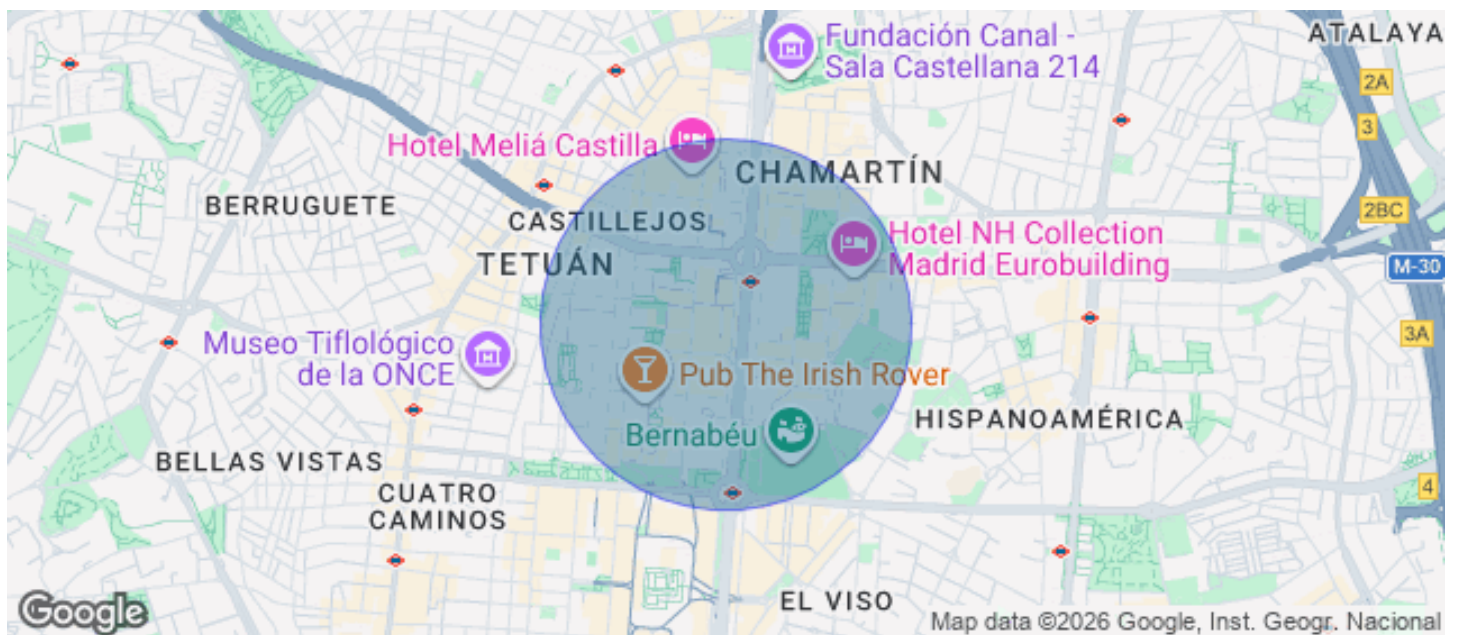 Fundación Canal -
Sala Castellana 214
ATALAYA
2A
3
Hotel Meliá Castilla
CHAMARTÍN
BERRUGUETE
CASTILLEJOS
2BC
Hotel NH Collection
Madrid Eurobuilding
TETUÁN
M-30
3A
Museo Tiflológico
de la ONCE
Pub The Irish Rover
HISPANOAMÉRICA
Bernabéu
BELLAS VISTAS
4
CUATRO
CAMINOS
EL VISO
Google
Map data ©2026 Google, Inst. Geogr. Nacional